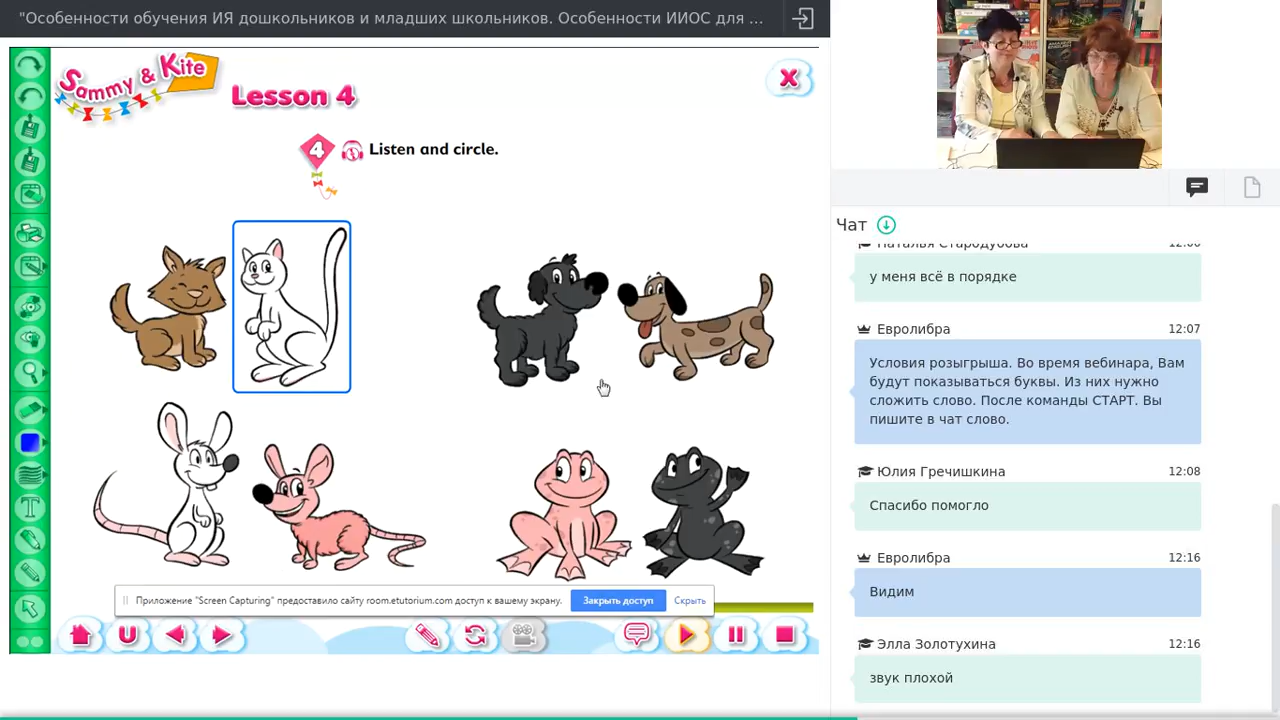 "Особенности обучения ИЯ дошкольников и младших школьников. Особенности ИИОС для ...
Sammy & Kite
Lesson 4
X
4 Listen and circle.
Приложение "Screen Capturing" предоставило сайту room.etutorium.com доступ к вашему экрану.
Закрыть доступ
Скрыть
T
U
Чат
Наталья Стародубова 12:06
у меня всё в порядке
Евролибра 12:07
Условия розыгрыша. Во время вебинара, Вам
будут показываться буквы. Из них нужно
сложить слово. После команды СТАРТ. Вы
пишите в чат слово.
Юлия Гречишкина 12:08
Спасибо помогло
Евролибра 12:16
Видим
Элла Золотухина 12:16
звук плохой